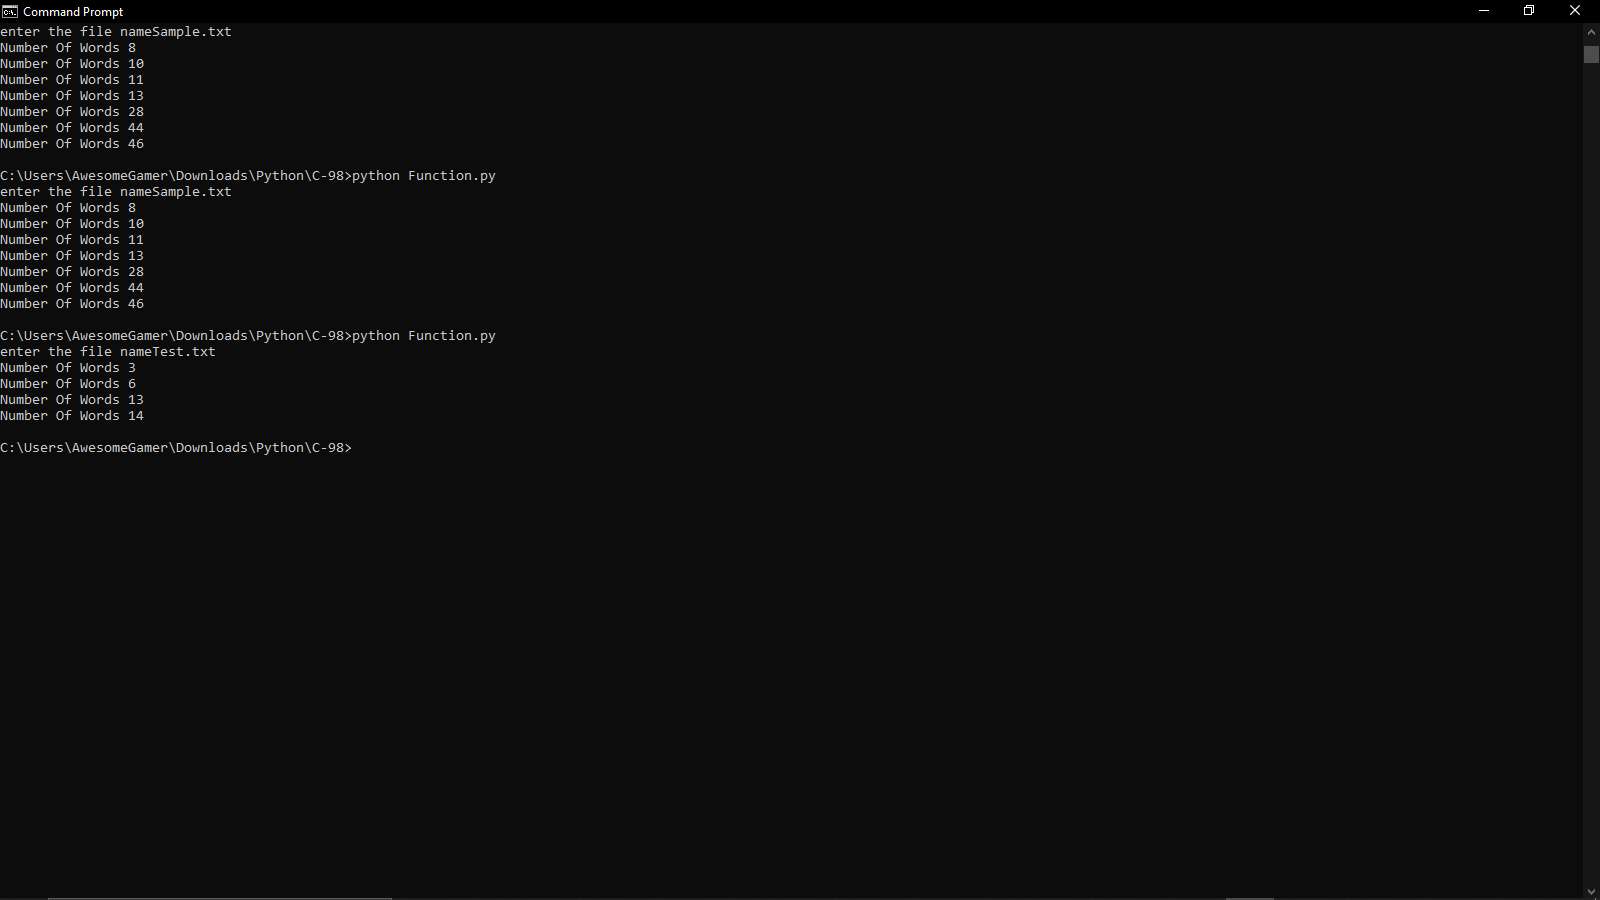 Command Prompt
enter the file nameSample.txt
Number Of Words 8
Number Of Words 10
Number Of Words 11
Number Of Words 13
Number Of Words 28
Number Of Words 44
Number Of Words 46
C:\Users\AwesomeGamer\Downloads\Python\C-98>python Function.py
enter the file nameSample.txt
Number Of Words 8
Number Of Words 10
Number Of Words 11
Number Of Words 13
Number Of Words 28
Number Of Words 44
Number Of Words 46
C:\Users\AwesomeGamer\Downloads\Python\C-98>python Function.py
enter the file nameTest.txt
Number Of Words 3
Number Of Words 6
Number Of Words 13
Number Of Words 14
C:\Users\AwesomeGamer\Downloads\Python\C-98>